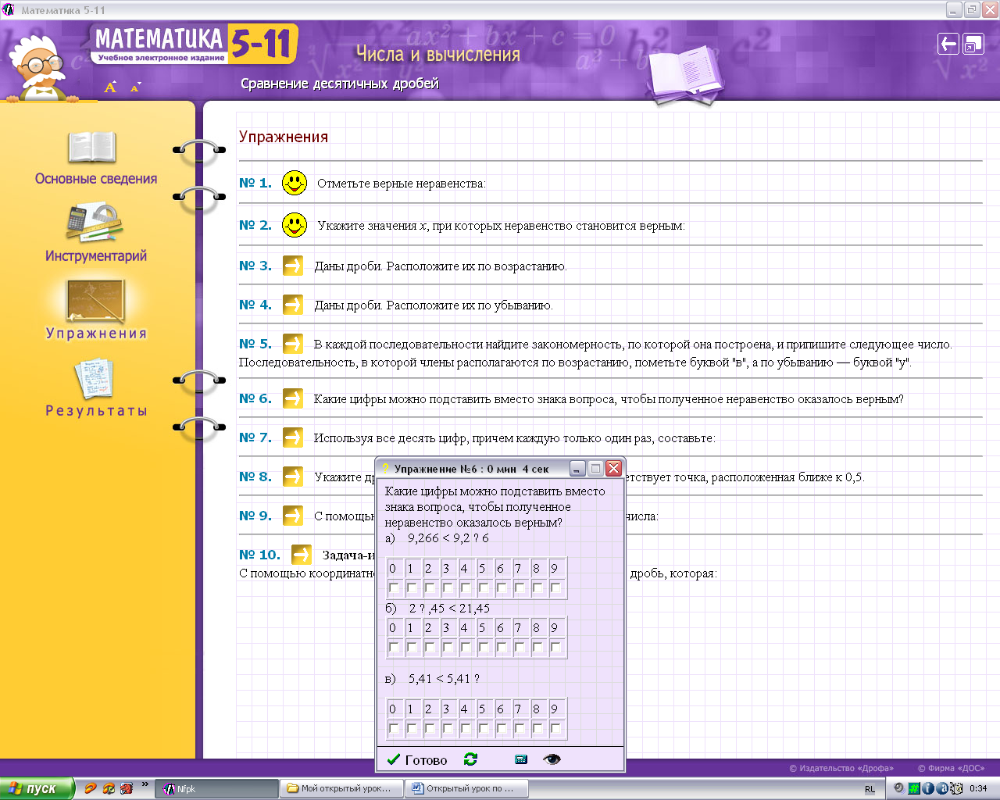 Математика 5-11
МАТЕМАТИКА 5-11
Учебное электронное издание
Числа и вычисления
Сравнение десятичных дробей
A A
Основные сведения
Инструментарий
Упражнения
Результаты
Упражнения
№ 1. Отметьте верные неравенства:
№ 2. Укажите значения x, при которых неравенство становится верным:
№ 3. Даны дроби. Расположите их по возрастанию.
№ 4. Даны дроби. Расположите их по убыванию.
№ 5. В каждой последовательности найдите закономерность, по которой она построена, и припишите следующее число.
Последовательность, в которой члены располагаются по возрастанию, пометьте буквой "в", а по убыванию — буквой "у".
№ 6. Какие цифры можно подставить вместо знака вопроса, чтобы полученное неравенство оказалось верным?
№ 7. Используя все десять цифр, причем каждую только один раз, составьте:
№ 8. Укажите др етствует точка, расположенная ближе к 0,5.
№ 9. С помощью числа:
№ 10. Задача-и
С помощью координатн дробь, которая:
Упражнение №6 : 0 мин 4 сек
Какие цифры можно подставить вместо
знака вопроса, чтобы полученное
неравенство оказалось верным?
а) 9,266 < 9,2 ? 6
0 1 2 3 4 5 6 7 8 9
б) 2 ? ,45 < 21,45
0 1 2 3 4 5 6 7 8 9
в) 5,41 < 5,41 ?
0 1 2 3 4 5 6 7 8 9
Готово
© Издательство «Дрофа» © Фирма «ДОС»
пуск » Nfpk Мой открытый урок... Открытый урок по ... RL 0:34